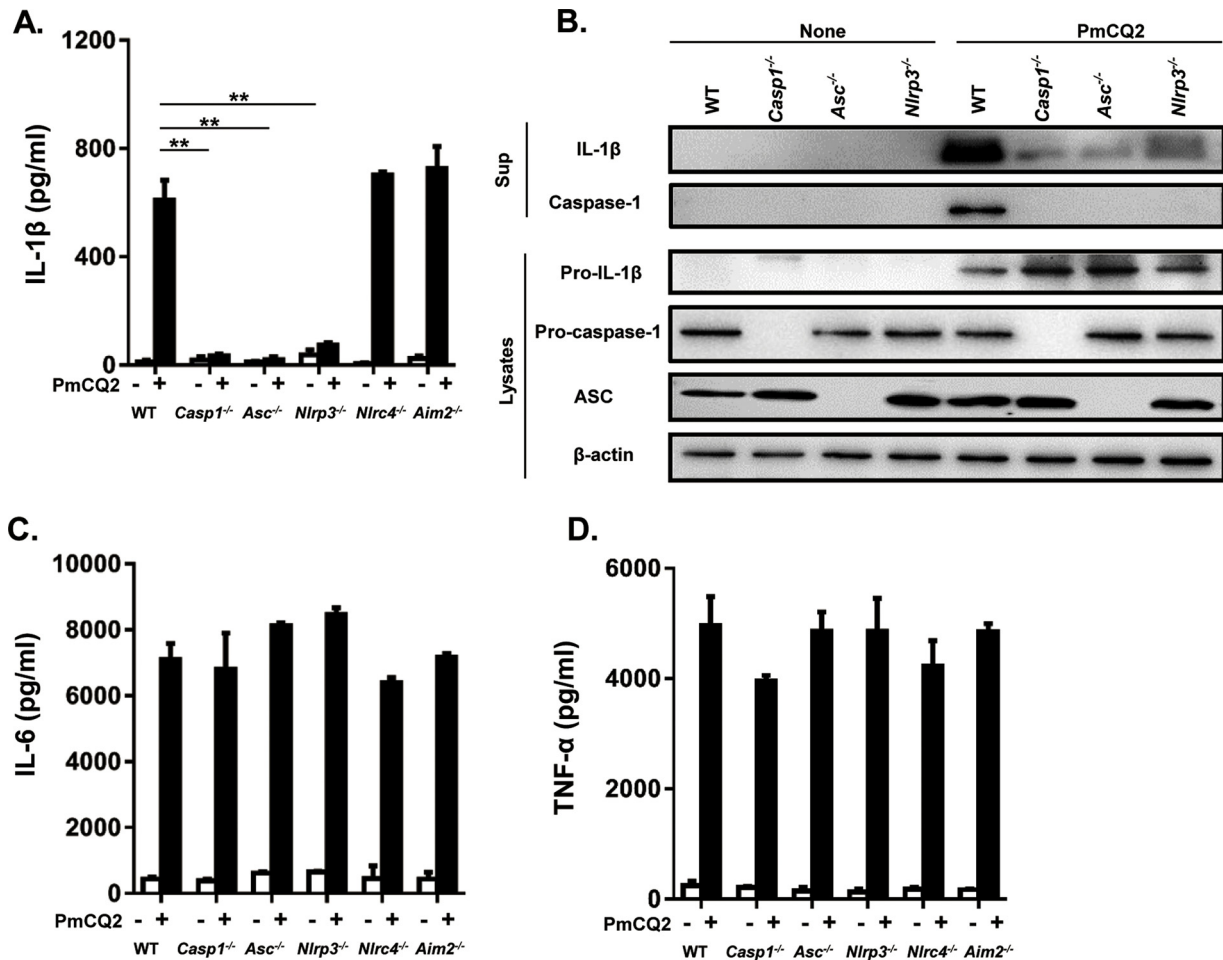 A.
1200
800
400
0
IL-1β (pg/ml)
** 
**
**
PmCQ2 - + - + - + - + - + - +
WT Casp1-/- Asc-/- Nlrp3-/- Nlrc4-/- Aim2-/-
B.
None PmCQ2
WT Casp1-/- Asc-/- Nlrp3-/- WT Casp1-/- Asc-/- Nlrp3-/-
Sup
IL-1β
Caspase-1
Lysates
Pro-IL-1β
Pro-caspase-1
ASC
β-actin
C.
10000
8000
6000
4000
2000
0
IL-6 (pg/ml)
PmCQ2 - + - + - + - + - + - +
WT Casp1-/- Asc-/- Nlrp3-/- Nlrc4-/- Aim2-/-
D.
6000
4000
2000
0
TNF-α (pg/ml)
PmCQ2 - + - + - + - + - + - +
WT Casp1-/- Asc-/- Nlrp3-/- Nlrc4-/- Aim2-/-